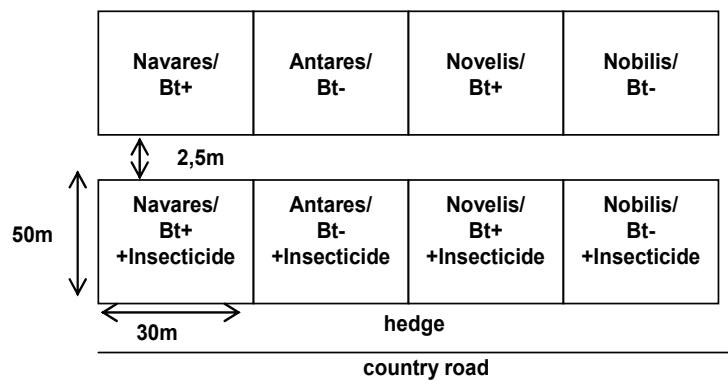 Navares/
Bt+
Antares/
Bt-
Novelis/
Bt+
Nobilis/
Bt-
2,5m
50m
Navares/
Bt+
+Insecticide
Antares/
Bt-
+Insecticide
Novelis/
Bt+
+Insecticide
Nobilis/
Bt-
+Insecticide
30m
hedge
country road